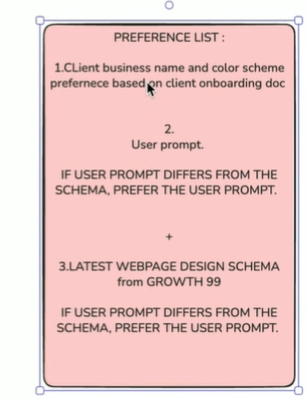 PREFERENCE LIST :
1.CLient business name and color scheme
prefernece based on client onboarding doc
2.
User prompt.
IF USER PROMPT DIFFERS FROM THE
SCHEMA, PREFER THE USER PROMPT.
+
3.LATEST WEBPAGE DESIGN SCHEMA
from GROWTH 99
IF USER PROMPT DIFFERS FROM THE
SCHEMA, PREFER THE USER PROMPT.